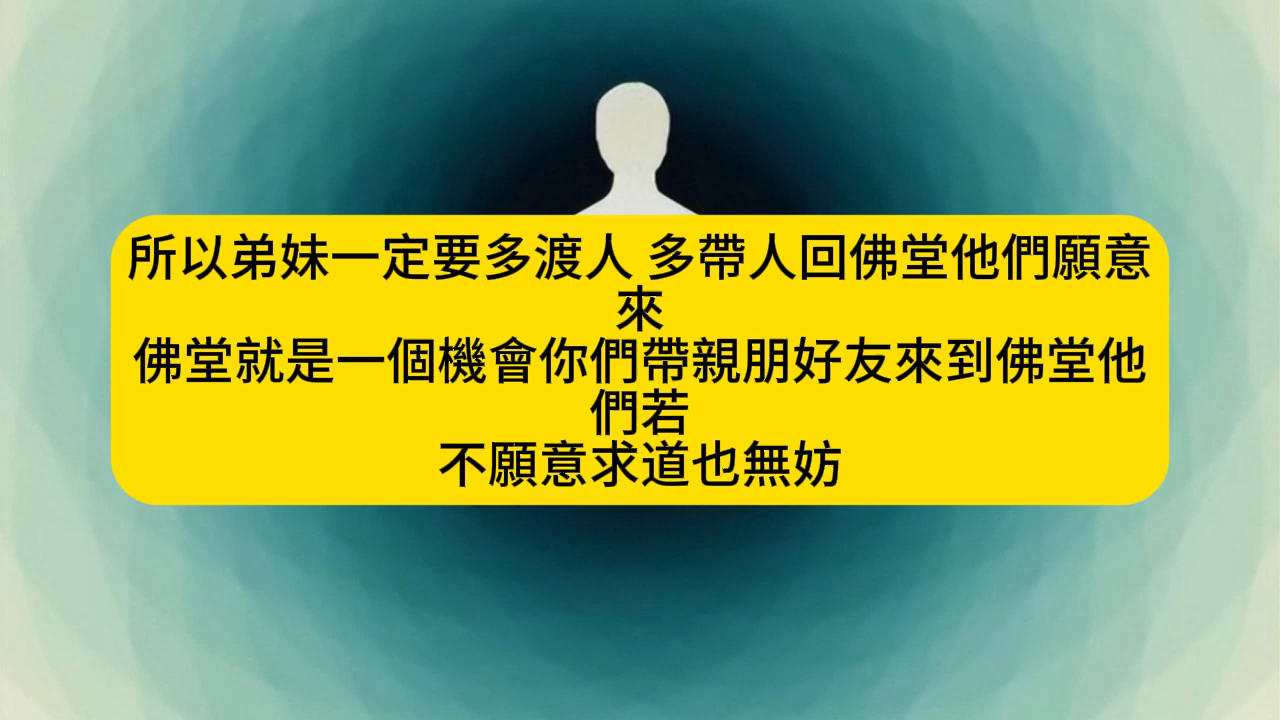 所以弟妹一定要多渡人 多帶人回佛堂他們願意
來
佛堂就是一個機會你們帶親朋好友來到佛堂他
們若
不願意求道也無妨